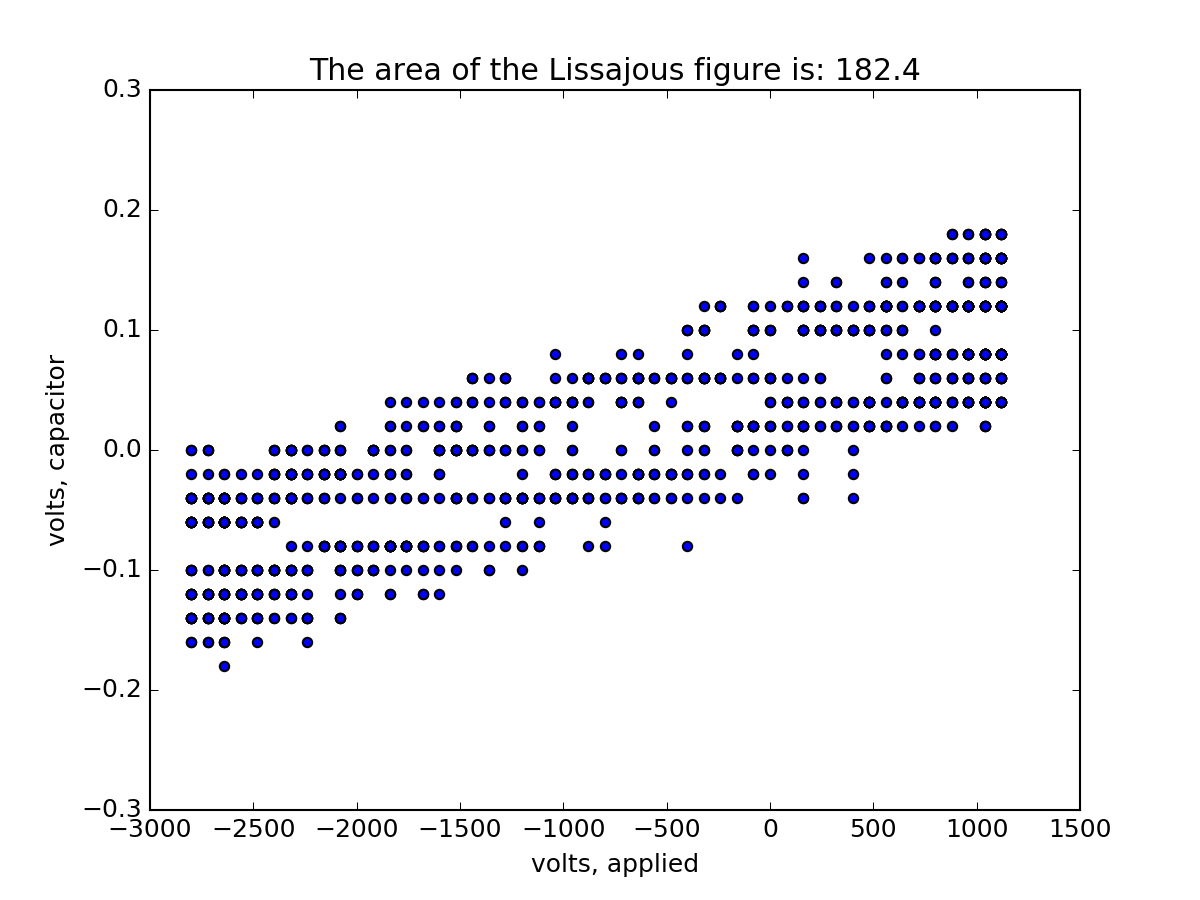 The area of the Lissajous figure is: 182.4
0.3
0.2
0.1
0.0
−0.1
−0.2
−0.3
volts, capacitor
−3000 −2500 −2000 −1500 −1000 −500 0 500 1000 1500
volts, applied